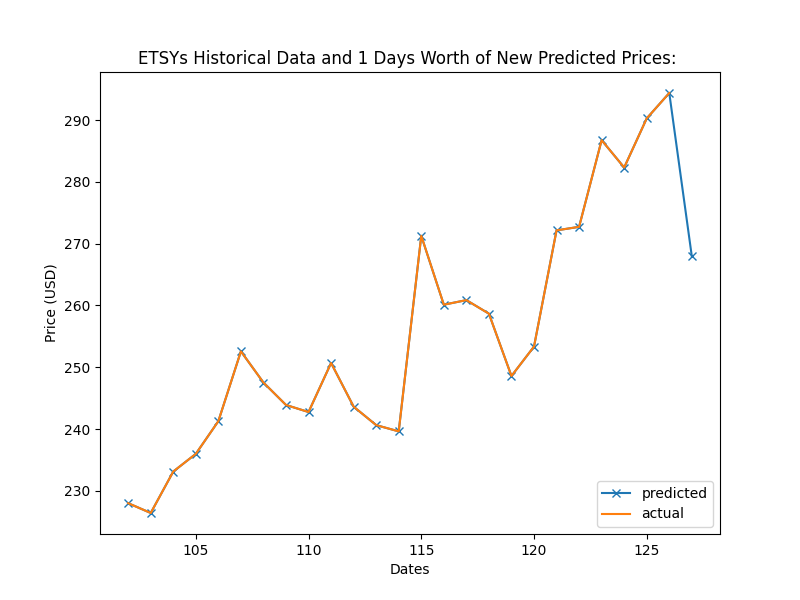 ETSYs Historical Data and 1 Days Worth of New Predicted Prices:
Price (USD)
290
280
270
260
250
240
230
105 110 115 120 125
Dates
predicted
actual